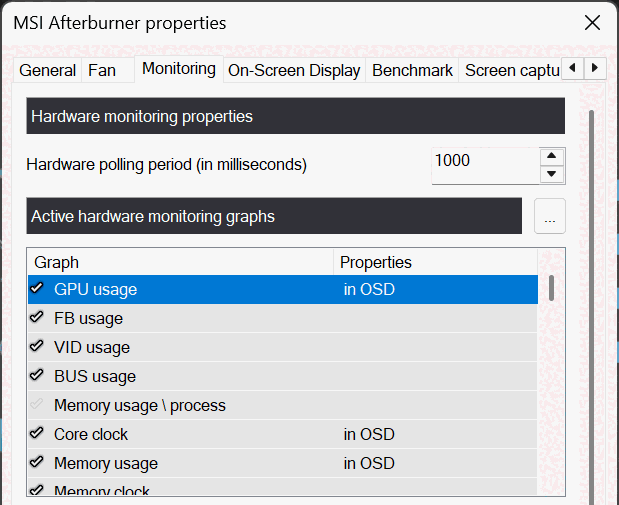 MSI Afterburner properties
General Fan Monitoring On-Screen Display Benchmark Screen captu
Hardware monitoring properties
Hardware polling period (in milliseconds) 1000
Active hardware monitoring graphs ...
Graph Properties
GPU usage in OSD
FB usage
VID usage
BUS usage
Memory usage \ process
Core clock in OSD
Memory usage in OSD
Memory clock